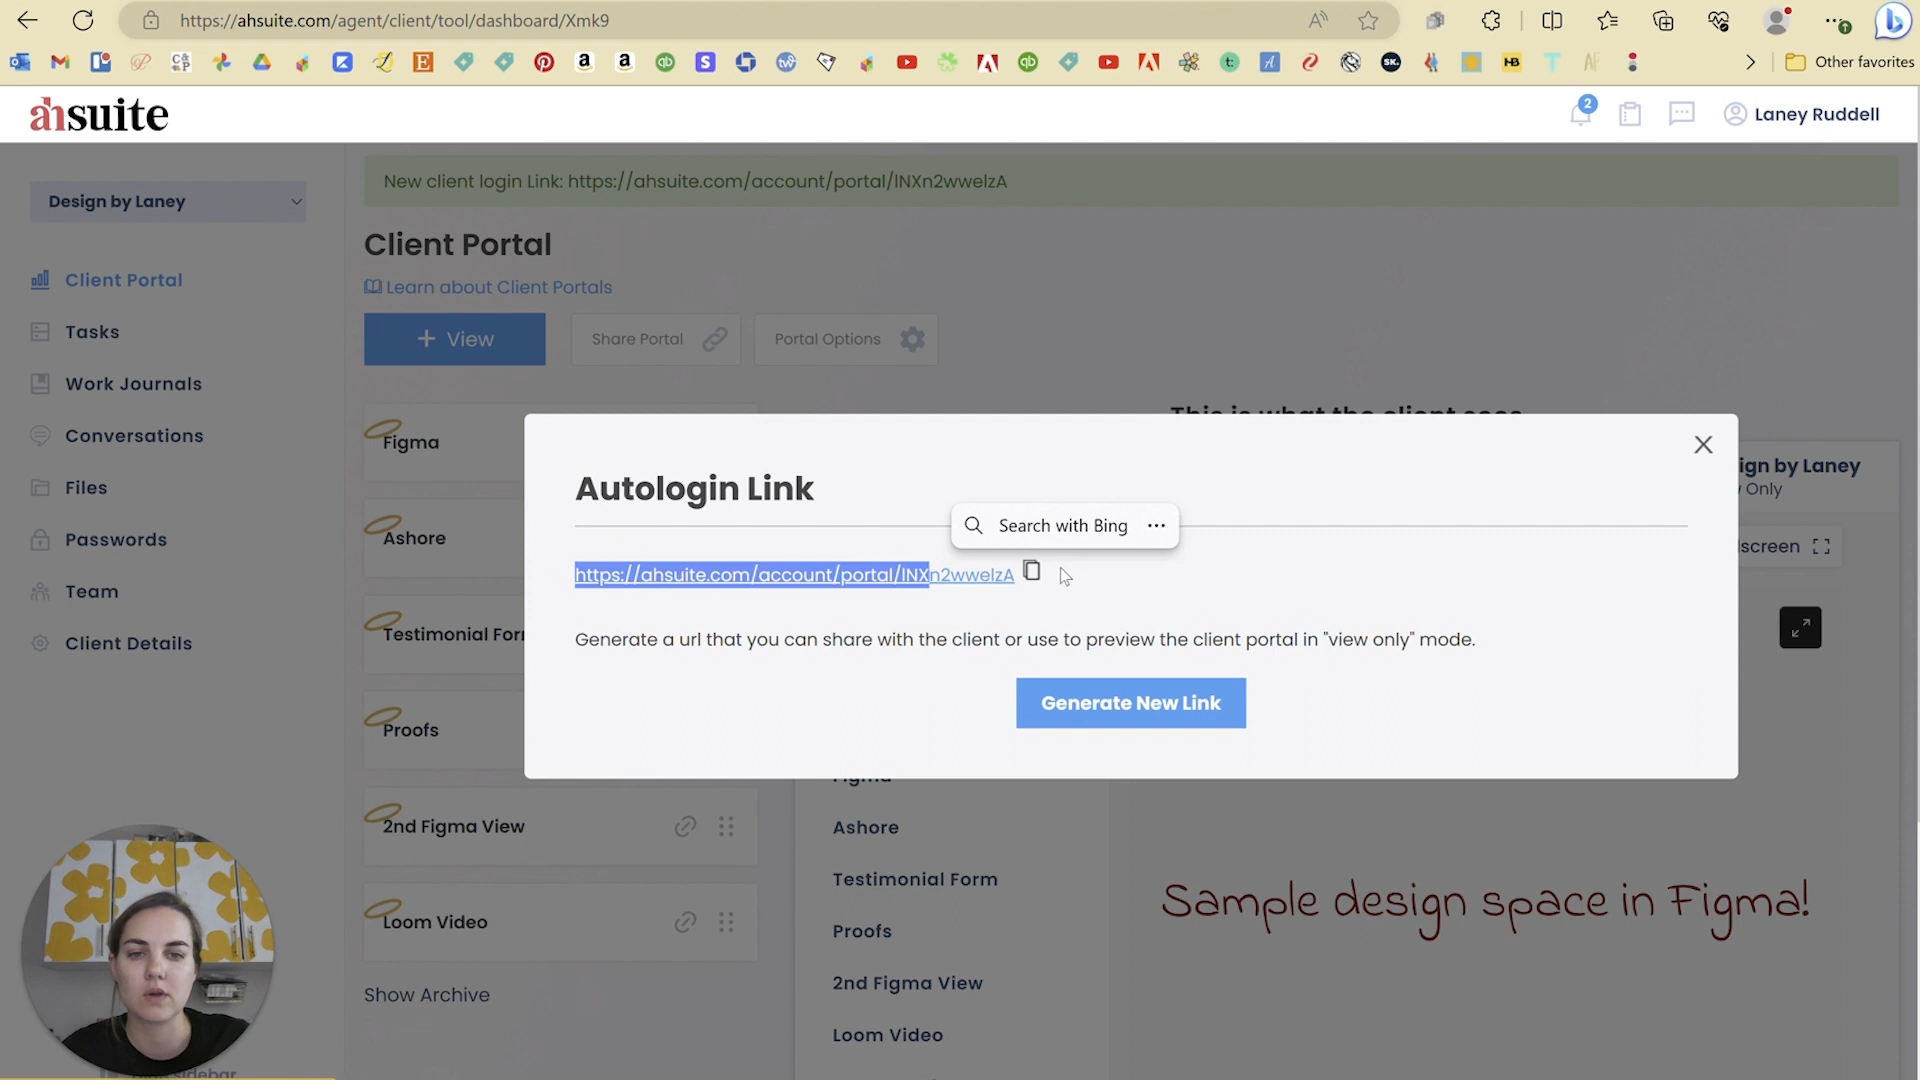 https://ahsuite.com/agent/client/tool/dashboard/Xmk9
Other favorites
ahsuite
2
Laney Ruddell
Design by Laney
New client login Link: https://ahsuite.com/account/portal/lNXn2wwelzA
Client Portal
Learn about Client Portals
+ View
Share Portal
Portal Options
Client Portal
Tasks
Work Journals
Conversations
Files
Passwords
Team
Client Details
This is what the client sees
Figma
Ashore
Testimonial For
Proofs
2nd Figma View
Loom Video
Show Archive
Autologin Link
Search with Bing
https://ahsuite.com/account/portal/lNXn2wwelzA
Generate a url that you can share with the client or use to preview the client portal in "view only" mode.
Generate New Link
ign by Laney
Only
lscreen
Figma
Ashore
Testimonial Form
Proofs
2nd Figma View
Loom Video
Sample design space in Figma!
sidebar